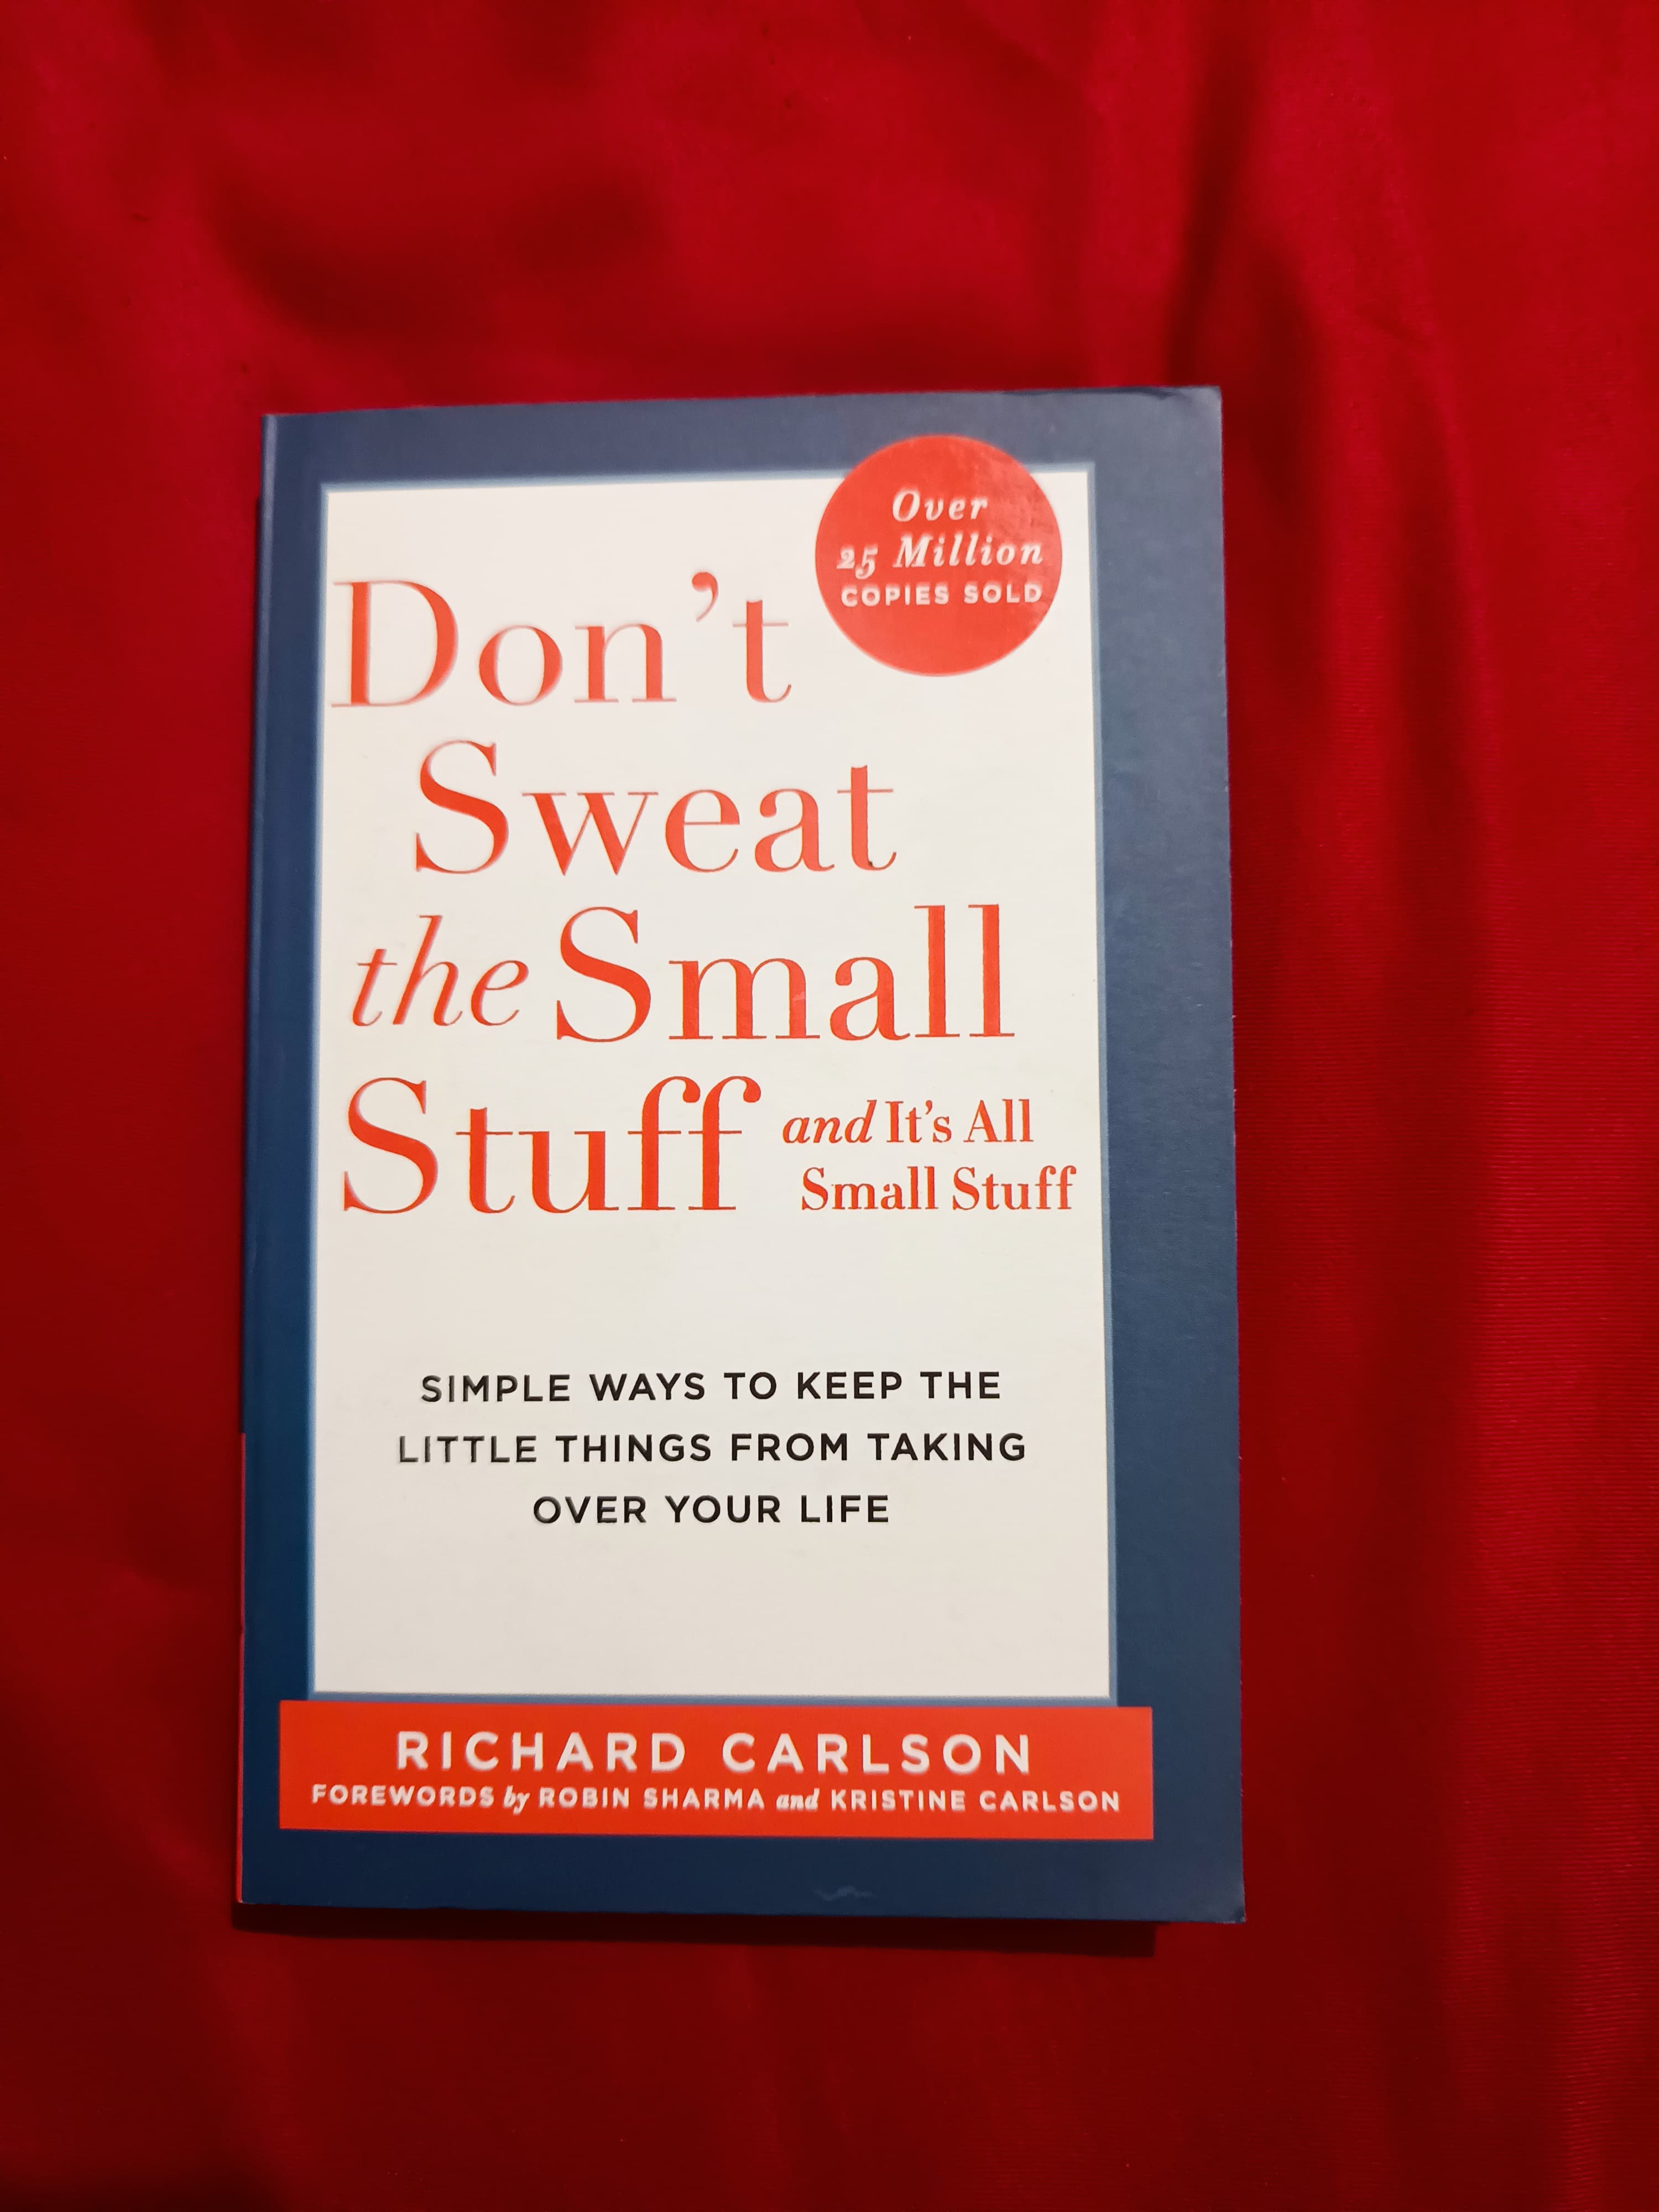 Over
25 Million
COPIES SOLD
Don't
Sweat
the Small
Stuff and It's All
Small Stuff
SIMPLE WAYS TO KEEP THE
LITTLE THINGS FROM TAKING
OVER YOUR LIFE
RICHARD CARLSON
FOREWORDS by ROBIN SHARMA and KRISTINE CARLSON